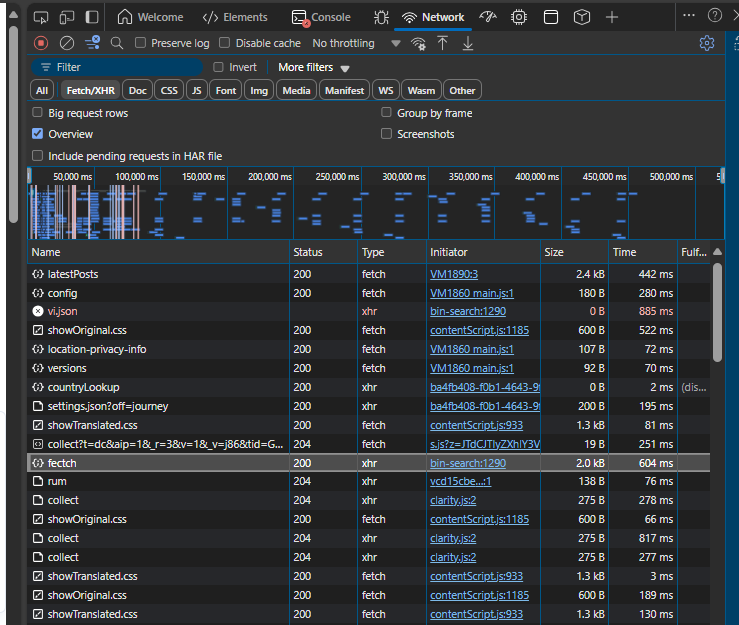 Welcome Elements Console Network
Preserve log Disable cache No throttling
Filter Invert More filters
All Fetch/XHR Doc CSS JS Font Img Media Manifest WS Wasm Other
Big request rows Group by frame
Overview Screenshots
Include pending requests in HAR file
50,000 ms 100,000 ms 150,000 ms 200,000 ms 250,000 ms 300,000 ms 350,000 ms 400,000 ms 450,000 ms 500,000 ms 5
Name Status Type Initiator Size Time Fulf...
latestPosts 200 fetch VM1890:3 2.4 kB 442 ms
config 200 fetch VM1860 main.js:1 180 B 280 ms
vi.json xhr bin-search:1290 0 B 885 ms
showOriginal.css 200 fetch contentScript.js:1185 600 B 522 ms
location-privacy-info 200 fetch VM1860 main.js:1 107 B 72 ms
versions 200 fetch VM1860 main.js:1 92 B 70 ms
countryLookup 200 xhr ba4fb408-f0b1-4643-9 0 B 2 ms (dis...
settings.json?off=journey 200 xhr ba4fb408-f0b1-4643-9 200 B 195 ms
showTranslated.css 200 fetch contentScript.js:933 1.3 kB 81 ms
collect?t=dc&aip=1&_r=3&v=1&_v=j86&tid=G... 204 xhr s.js?z=JTdCJTIyZXhlY3V 19 B 251 ms
fectch 200 xhr bin-search:1290 2.0 kB 604 ms
rum 204 xhr vcd15cbe...:1 138 B 76 ms
collect 204 xhr clarity.js:2 275 B 278 ms
showOriginal.css 200 fetch contentScript.js:1185 600 B 66 ms
collect 204 xhr clarity.js:2 275 B 817 ms
collect 204 xhr clarity.js:2 275 B 277 ms
showTranslated.css 200 fetch contentScript.js:933 1.3 kB 3 ms
showOriginal.css 200 fetch contentScript.js:1185 600 B 189 ms
showTranslated.css 200 fetch contentScript.js:933 1.3 kB 130 ms